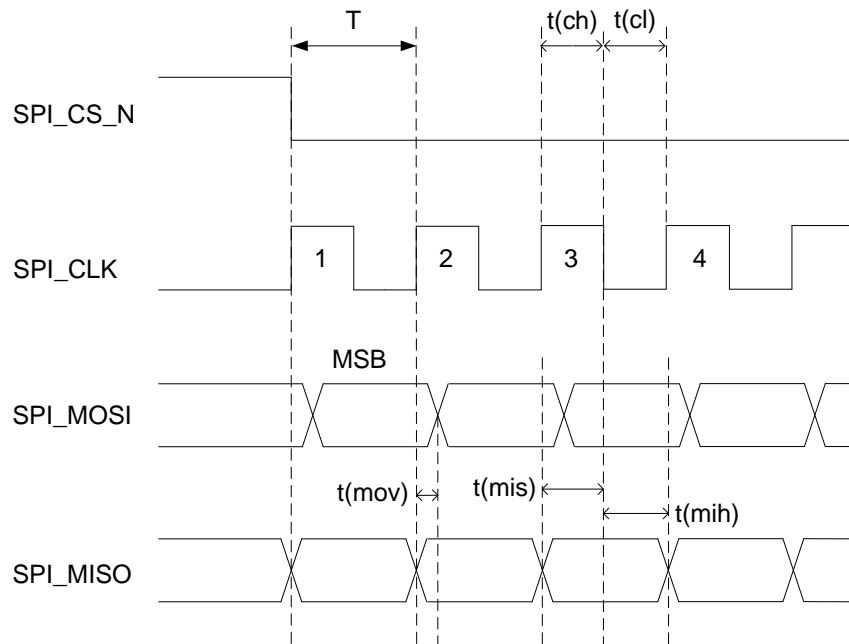 T
t(ch)
t(cl)
SPI_CS_N
SPI_CLK
1
2
3
4
MSB
SPI_MOSI
t(mov)
t(mis)
t(mih)
SPI_MISO